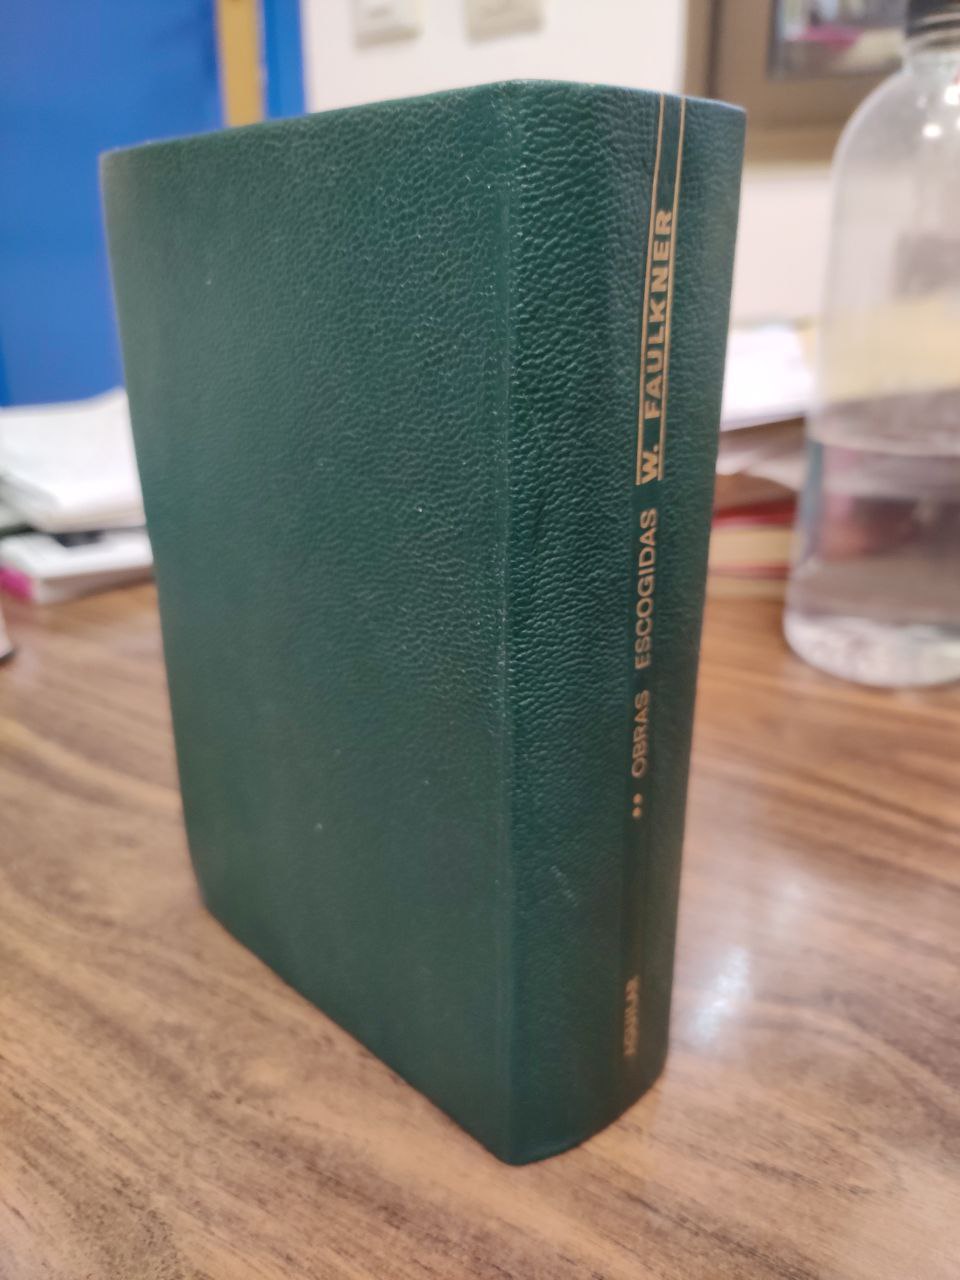 W. FAULKNER
•• OBRAS ESCOGIDAS
AGUILAR